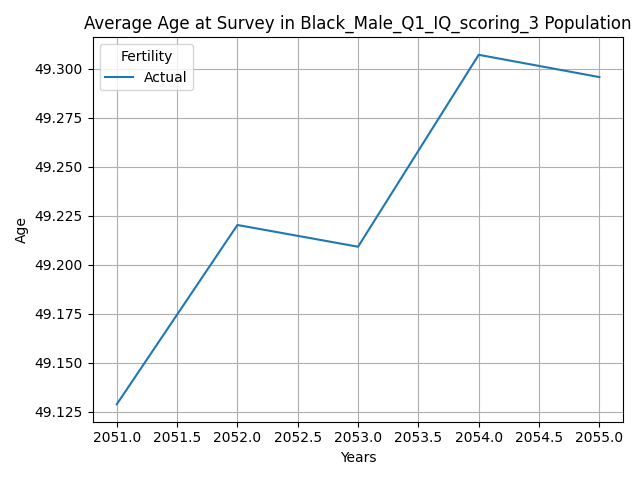 Average Age at Survey in Black_Male_Q1_IQ_scoring_3 Population
Fertility
Actual
49.300
49.275
49.250
49.225
49.200
49.175
49.150
49.125
Age
2051.0 2051.5 2052.0 2052.5 2053.0 2053.5 2054.0 2054.5 2055.0
Years